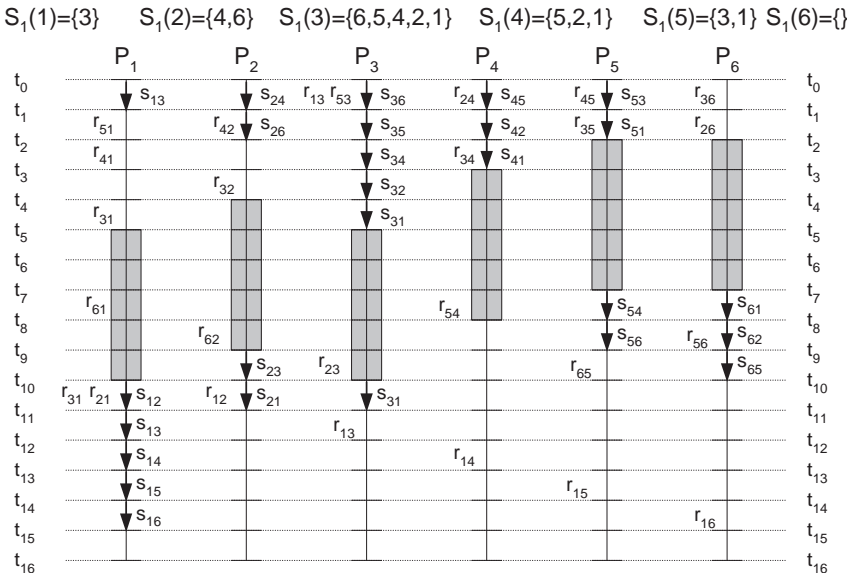 S₁(1)={3} S₁(2)={4,6} S₁(3)={6,5,4,2,1} S₁(4)={5,2,1} S₁(5)={3,1} S₁(6)={}
P₁ P₂ P₃ P₄ P₅ P₆
t₀ t₀
s₁₃ s₂₄ r₁₃ r₅₃ s₃₆ r₂₄ s₄₅ r₄₅ s₅₃ r₃₆
t₁ t₁
r₅₁ r₄₂ s₂₆ s₃₅ s₄₂ r₃₅ s₅₁ r₂₆
t₂ t₂
r₄₁ s₃₄ r₃₄ s₄₁
t₃ t₃
r₃₂ s₃₂
t₄ t₄
r₃₁ s₃₁
t₅ t₅
t₆ t₆
t₇ t₇
r₆₁ r₅₄ s₅₄ s₆₁
t₈ t₈
r₆₂ s₅₆ r₅₆ s₆₂
t₉ t₉
s₂₃ r₂₃ r₆₅ s₆₅
t₁₀ t₁₀
r₃₁ r₂₁ s₁₂ r₁₂ s₂₁ s₃₁
t₁₁ t₁₁
s₁₃ r₁₃
t₁₂ t₁₂
s₁₄ r₁₄
t₁₃ t₁₃
s₁₅ r₁₅
t₁₄ t₁₄
s₁₆ r₁₆
t₁₅ t₁₅
t₁₆ t₁₆